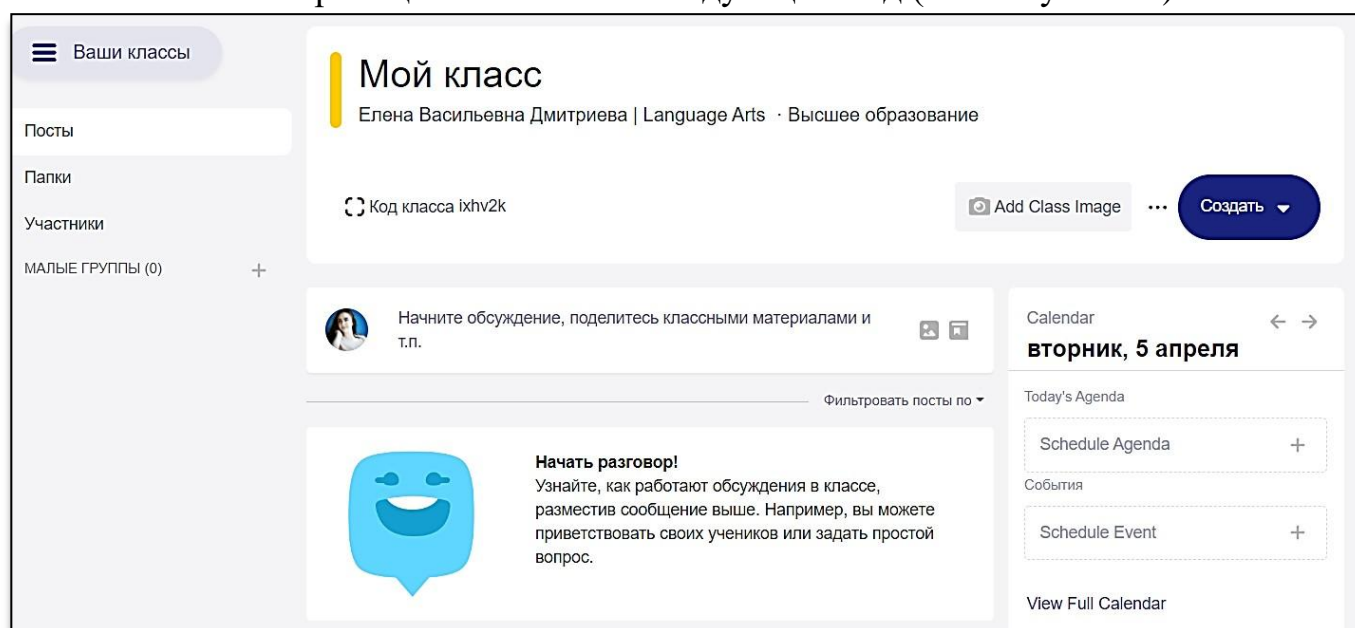 Ваши классы
Посты
Папки
Участники
МАЛЫЕ ГРУППЫ (0)
Мой класс
Елена Васильевна Дмитриева | Language Arts · Высшее образование
Код класса ixhv2k
Add Class Image
Создать
Начните обсуждение, поделитесь классными материалами и
т.п.
Фильтровать посты по
Начать разговор!
Узнайте, как работают обсуждения в классе,
разместив сообщение выше. Например, вы можете
приветствовать своих учеников или задать простой
вопрос.
Calendar
вторник, 5 апреля
Today's Agenda
Schedule Agenda
События
Schedule Event
View Full Calendar